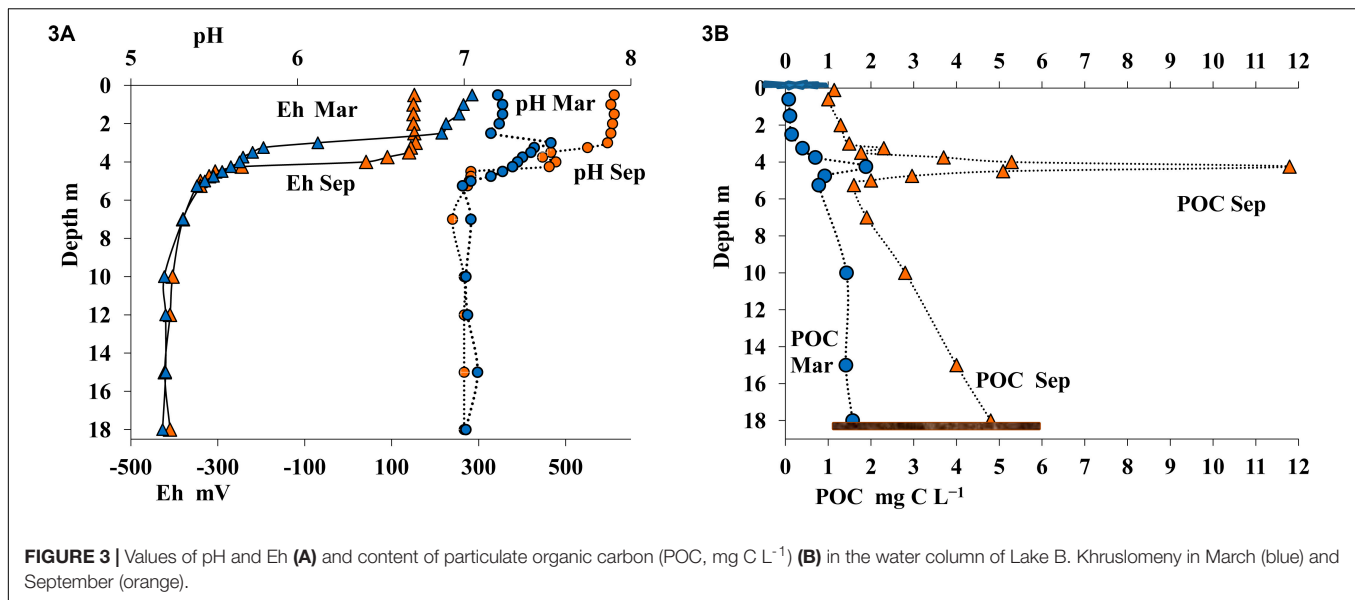 3A
pH
5 6 7 8
0
2
4
6
8
10
12
14
16
18
Depth m
Eh Mar
pH Mar
Eh Sep
pH Sep
-500 -300 -100 100 300 500
Eh mV
3B
0 1 2 3 4 5 6 7 8 9 10 11 12
0
2
4
6
8
10
12
14
16
18
Depth m
POC Sep
POC
Mar
POC Sep
0 1 2 3 4 5 6 7 8 9 10 11 12
POC mg C L⁻¹
FIGURE 3 | Values of pH and Eh (A) and content of particulate organic carbon (POC, mg C L⁻¹) (B) in the water column of Lake B. Khruslomeny in March (blue) and
September (orange).